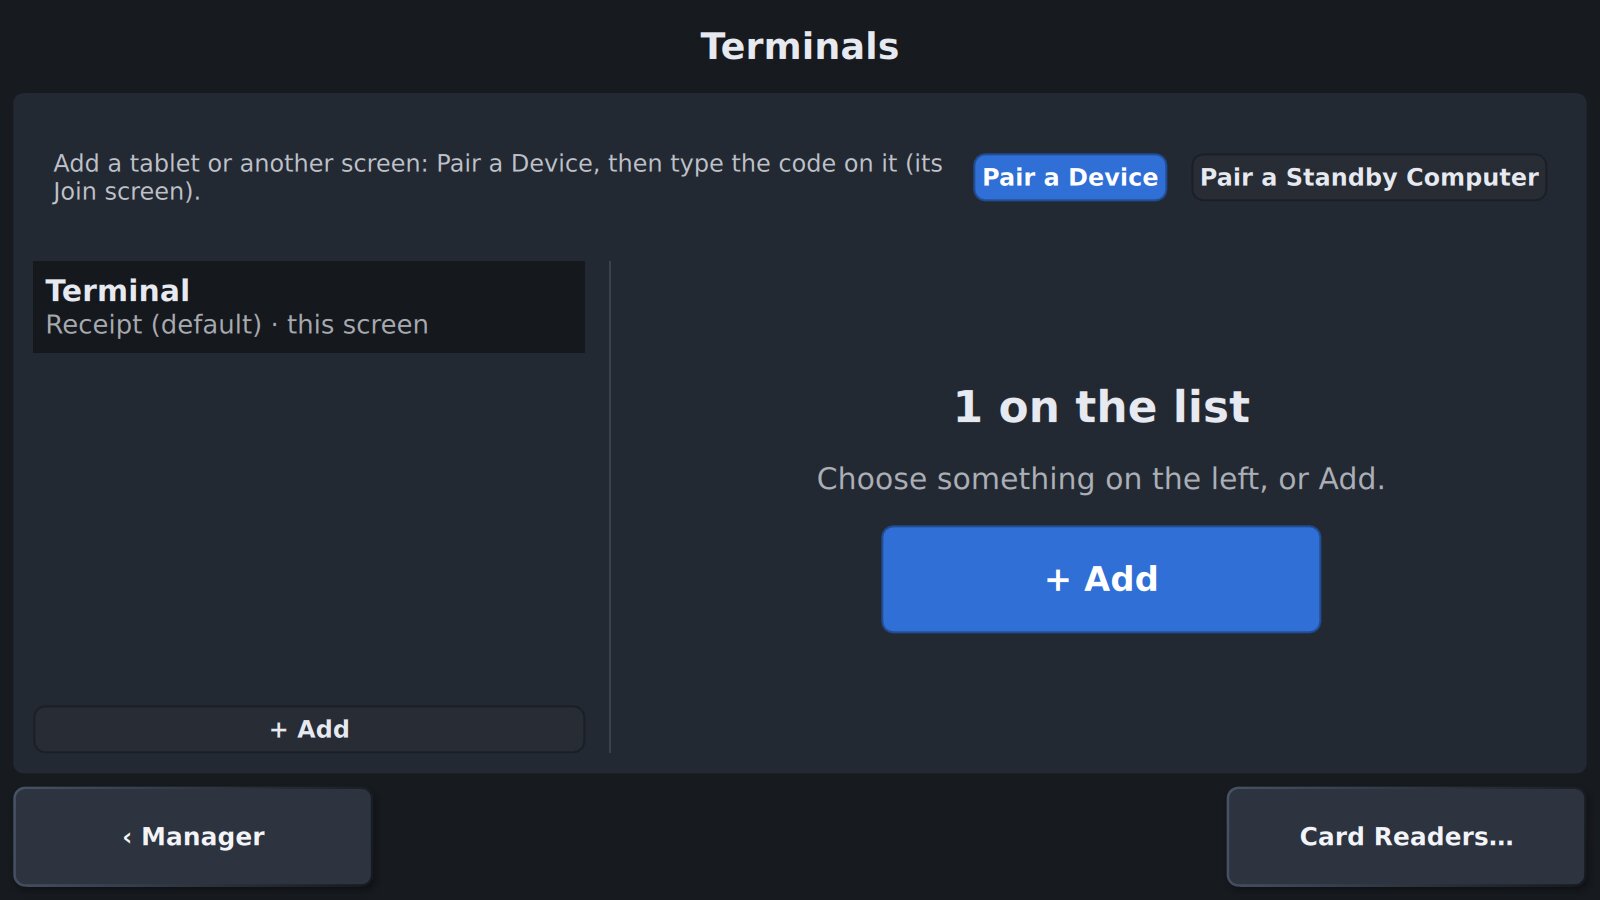 Terminals
Add a tablet or another screen: Pair a Device, then type the code on it (its
Join screen).
Pair a Device
Pair a Standby Computer
Terminal
Receipt (default) · this screen
1 on the list
Choose something on the left, or Add.
+ Add
+ Add
‹ Manager
Card Readers…